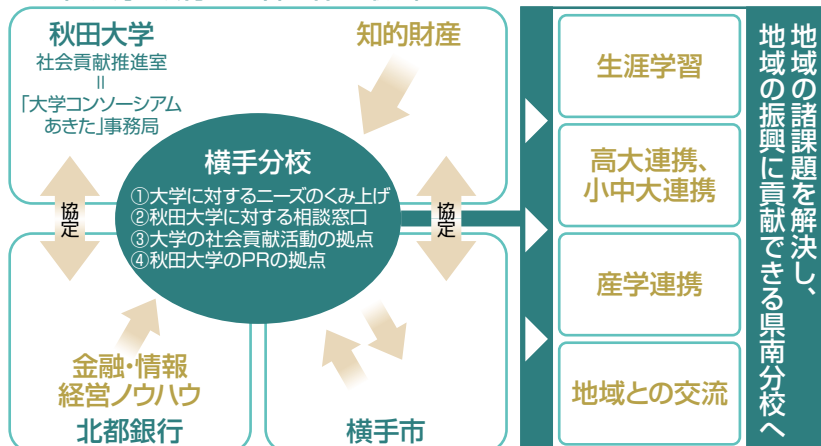 秋田大学
社会貢献推進室
＝
「大学コンソーシアム
あきた」事務局
知的財産
横手分校
①大学に対するニーズのくみ上げ
②秋田大学に対する相談窓口
③大学の社会貢献活動の拠点
④秋田大学のPRの拠点
協定
協定
金融・情報
経営ノウハウ
北都銀行
横手市
生涯学習
高大連携、
小中大連携
産学連携
地域との交流
地域の諸課題を解決し、
地域の振興に貢献できる県南分校へ